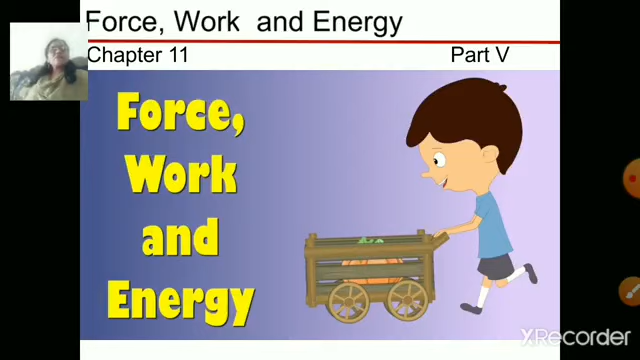 Force, Work and Energy
Chapter 11 Part V
Force,
Work
and
Energy
XRecorder